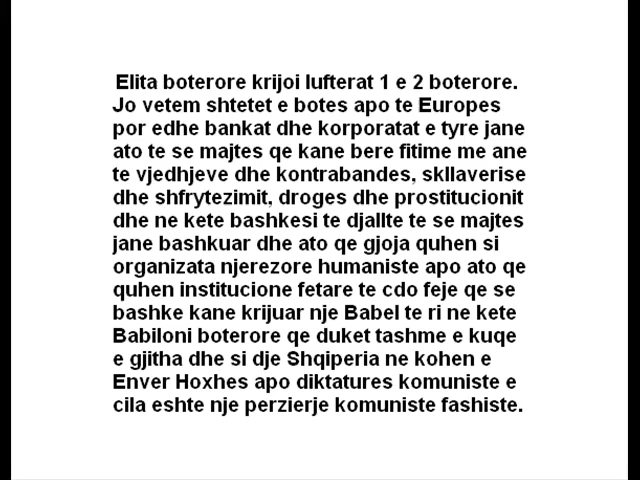 Elita boterore krijoi lufterat 1 e 2 boterore.
Jo vetem shtetet e botes apo te Europes
por edhe bankat dhe korporatat e tyre jane
ato te se majtes qe kane bere fitime me ane
te vjedhjeve dhe kontrabandes, skllaverise
dhe shfrytezimit, droges dhe prostitucionit
dhe ne kete bashkesi te djallte te se majtes
jane bashkuar dhe ato qe gjoja quhen si
organizata njerezore humaniste apo ato qe
quhen institucione fetare te cdo feje qe se
bashke kane krijuar nje Babel te ri ne kete
Babiloni boterore qe duket tashme e kuqe
e gjitha dhe si dje Shqiperia ne kohen e
Enver Hoxhes apo diktatures komuniste e
cila eshte nje perzierje komuniste fashiste.